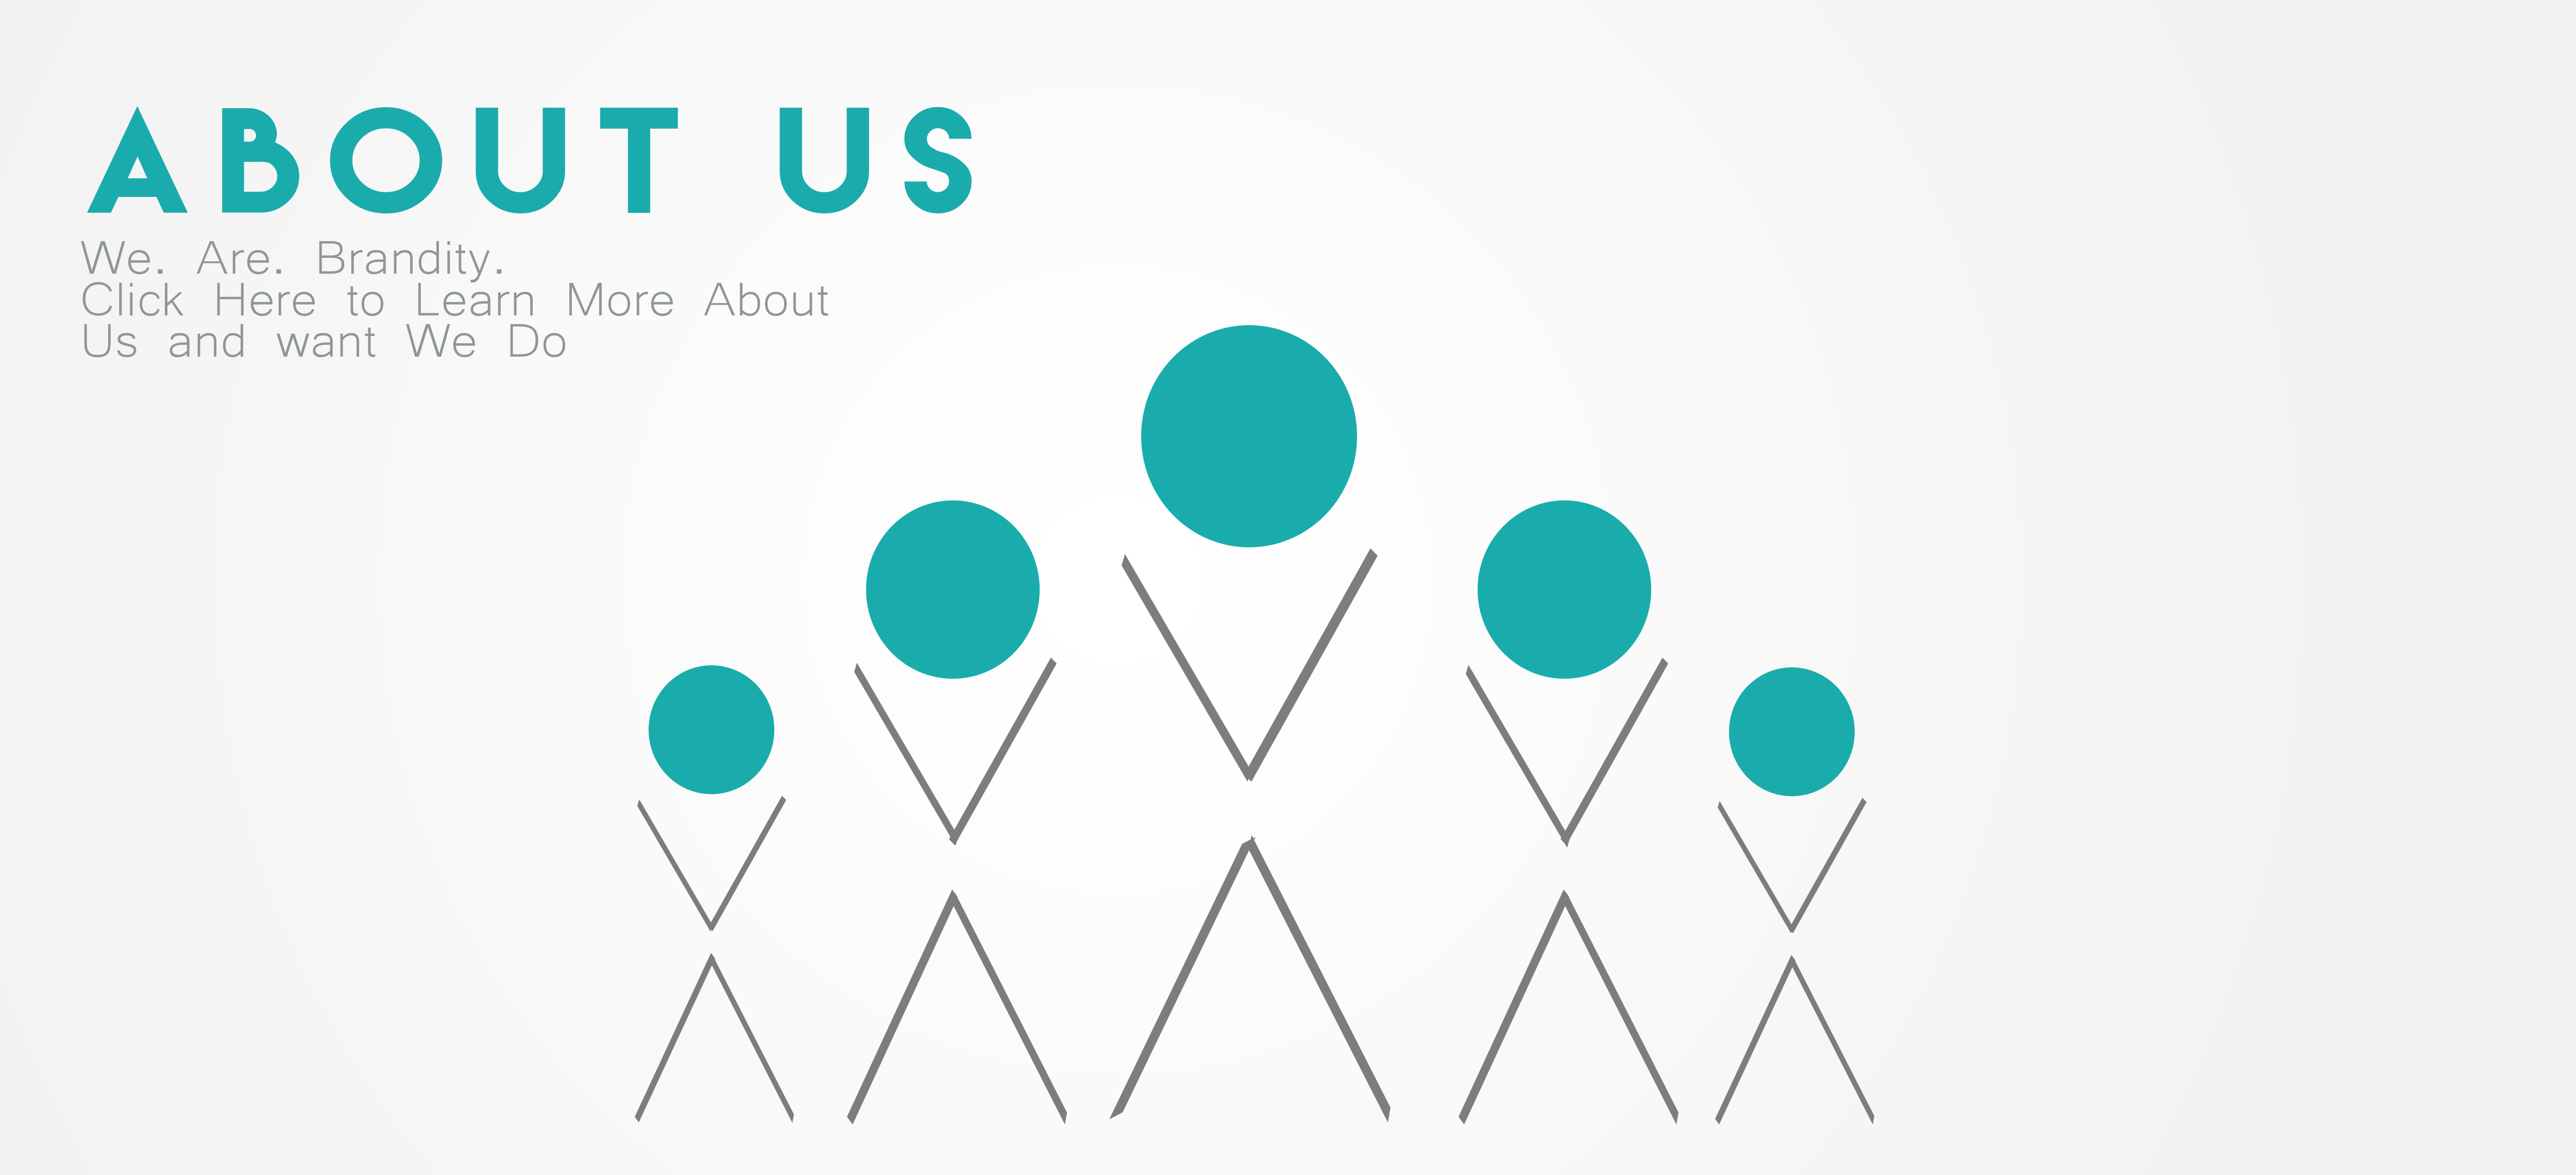 ABOUT US
We. Are. Brandity.
Click Here to Learn More About
Us and want We Do